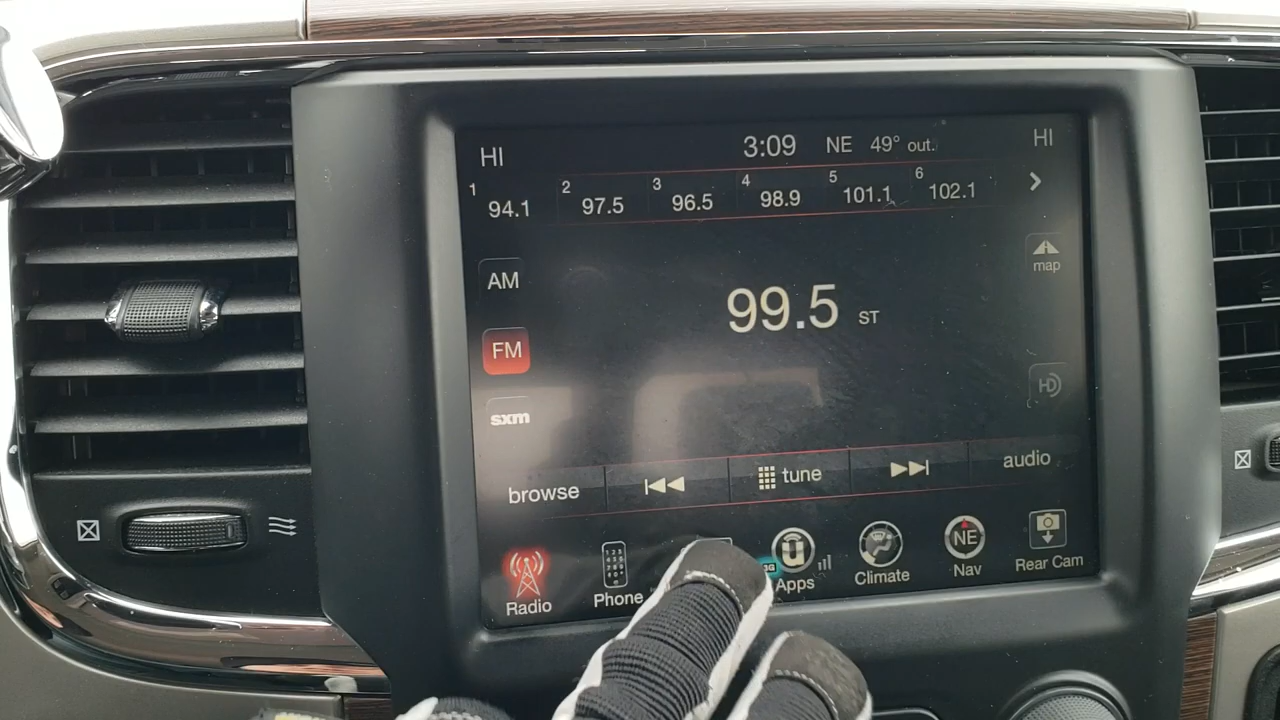 HI 3:09 NE 49° out. HI
1 94.1 2 97.5 3 96.5 4 98.9 5 101.1 6 102.1
AM
map
99.5 ST
FM
HD
sxm
browse tune audio
Radio Phone 3G Apps Climate NE Nav Rear Cam